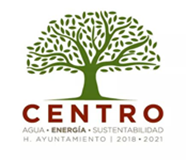 CENTRO
AGUA • ENERGÍA • SUSTENTABILIDAD
H. AYUNTAMIENTO | 2018 • 2021